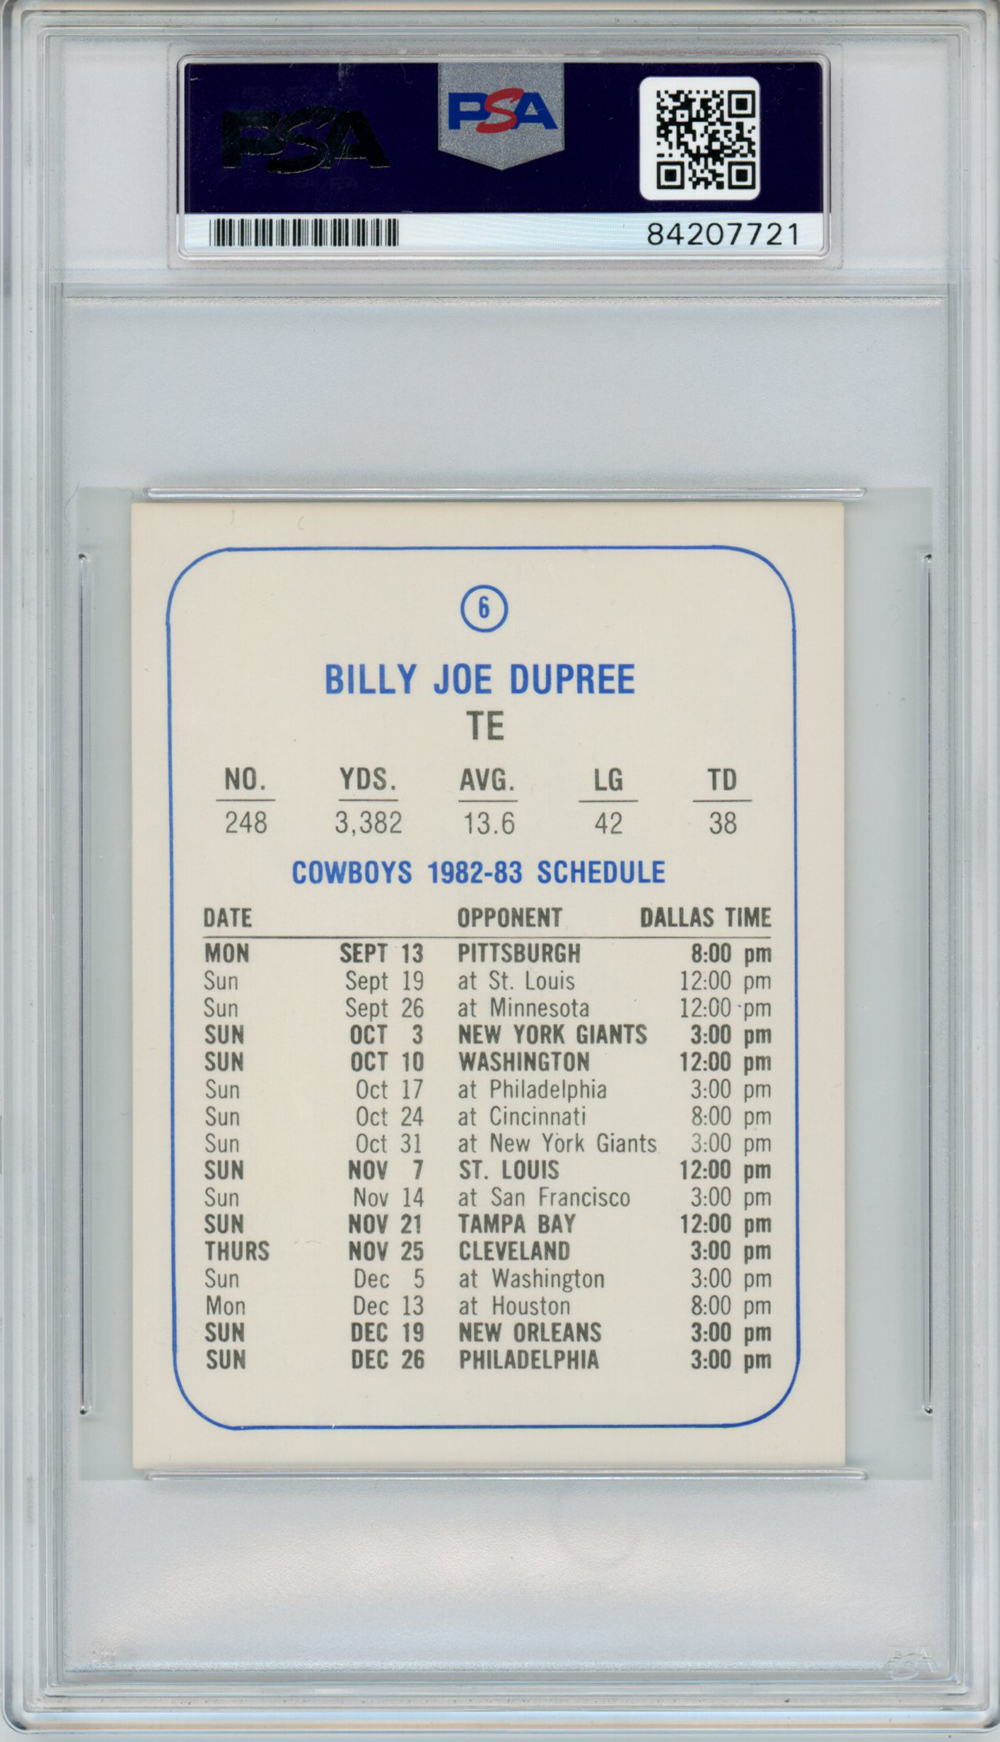 PSA
PSA
84207721
6
BILLY JOE DUPREE
TE
NO. YDS. AVG. LG TD
248 3,382 13.6 42 38
COWBOYS 1982-83 SCHEDULE
DATE OPPONENT DALLAS TIME
MON SEPT 13 PITTSBURGH 8:00 pm
Sun Sept 19 at St. Louis 12:00 pm
Sun Sept 26 at Minnesota 12:00 pm
SUN OCT 3 NEW YORK GIANTS 3:00 pm
SUN OCT 10 WASHINGTON 12:00 pm
Sun Oct 17 at Philadelphia 3:00 pm
Sun Oct 24 at Cincinnati 8:00 pm
Sun Oct 31 at New York Giants 3:00 pm
SUN NOV 7 ST. LOUIS 12:00 pm
Sun Nov 14 at San Francisco 3:00 pm
SUN NOV 21 TAMPA BAY 12:00 pm
THURS NOV 25 CLEVELAND 3:00 pm
Sun Dec 5 at Washington 3:00 pm
Mon Dec 13 at Houston 8:00 pm
SUN DEC 19 NEW ORLEANS 3:00 pm
SUN DEC 26 PHILADELPHIA 3:00 pm
PSA